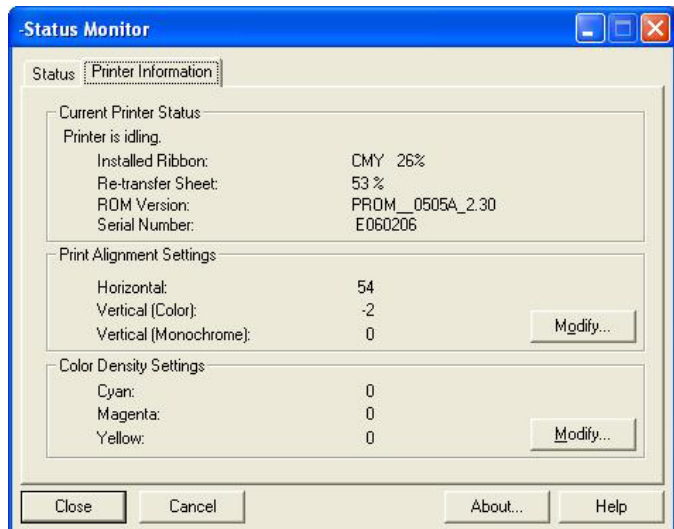 -Status Monitor
Status Printer Information
Current Printer Status
Printer is idling.
Installed Ribbon: CMY 26%
Re-transfer Sheet: 53 %
ROM Version: PROM__0505A_2.30
Serial Number: E060206
Print Alignment Settings
Horizontal: 54
Vertical (Color): -2
Vertical (Monochrome): 0
Modify...
Color Density Settings
Cyan: 0
Magenta: 0
Yellow: 0
Modify...
Close Cancel About... Help